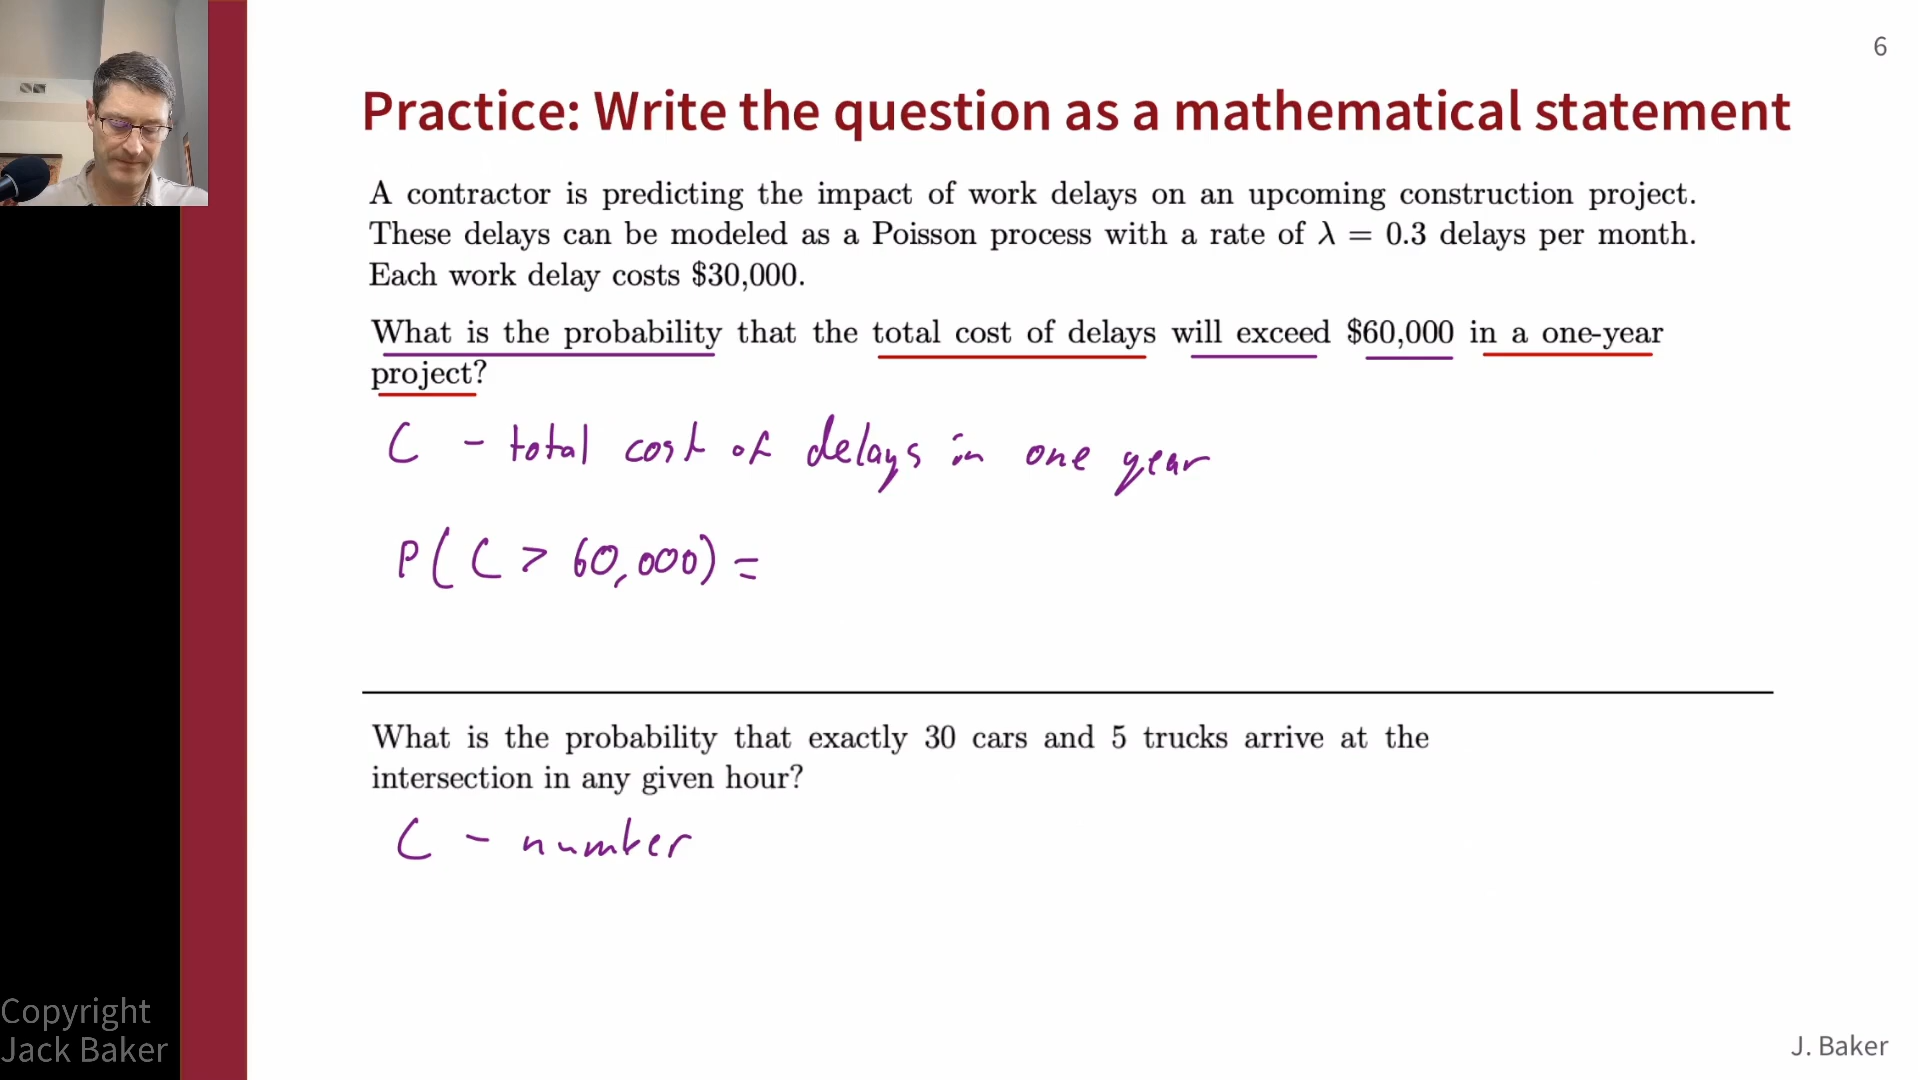 6
Practice: Write the question as a mathematical statement
A contractor is predicting the impact of work delays on an upcoming construction project.
These delays can be modeled as a Poisson process with a rate of λ = 0.3 delays per month.
Each work delay costs $30,000.
What is the probability that the total cost of delays will exceed $60,000 in a one-year
project?
C - total cost of delays in one year
P(C > 60,000) =
What is the probability that exactly 30 cars and 5 trucks arrive at the
intersection in any given hour?
C - number
Copyright
Jack Baker
J. Baker